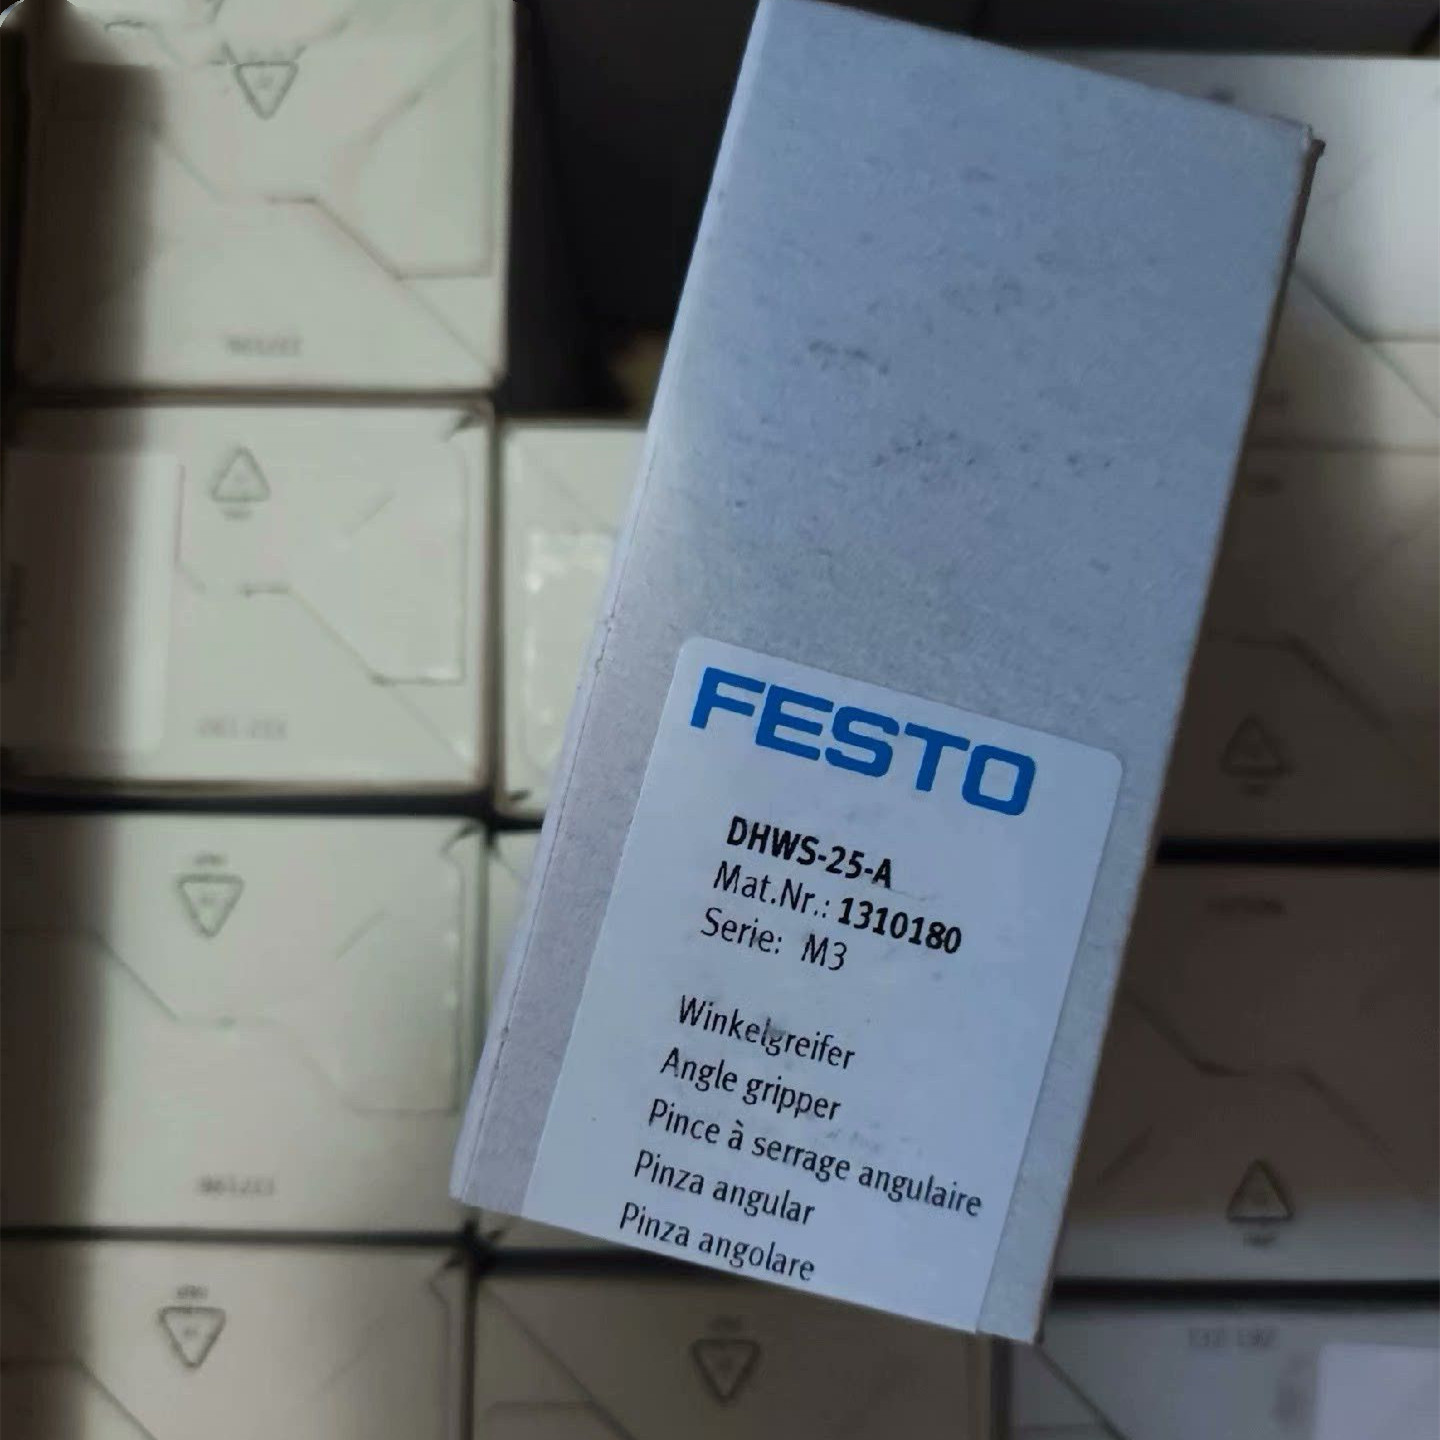 FESTO
DHWS-25-A
Mat.Nr.: 1310180
Serie: M3
Winkelgreifer
Angle gripper
Pince à serrage angulaire
Pinza angular
Pinza angolare